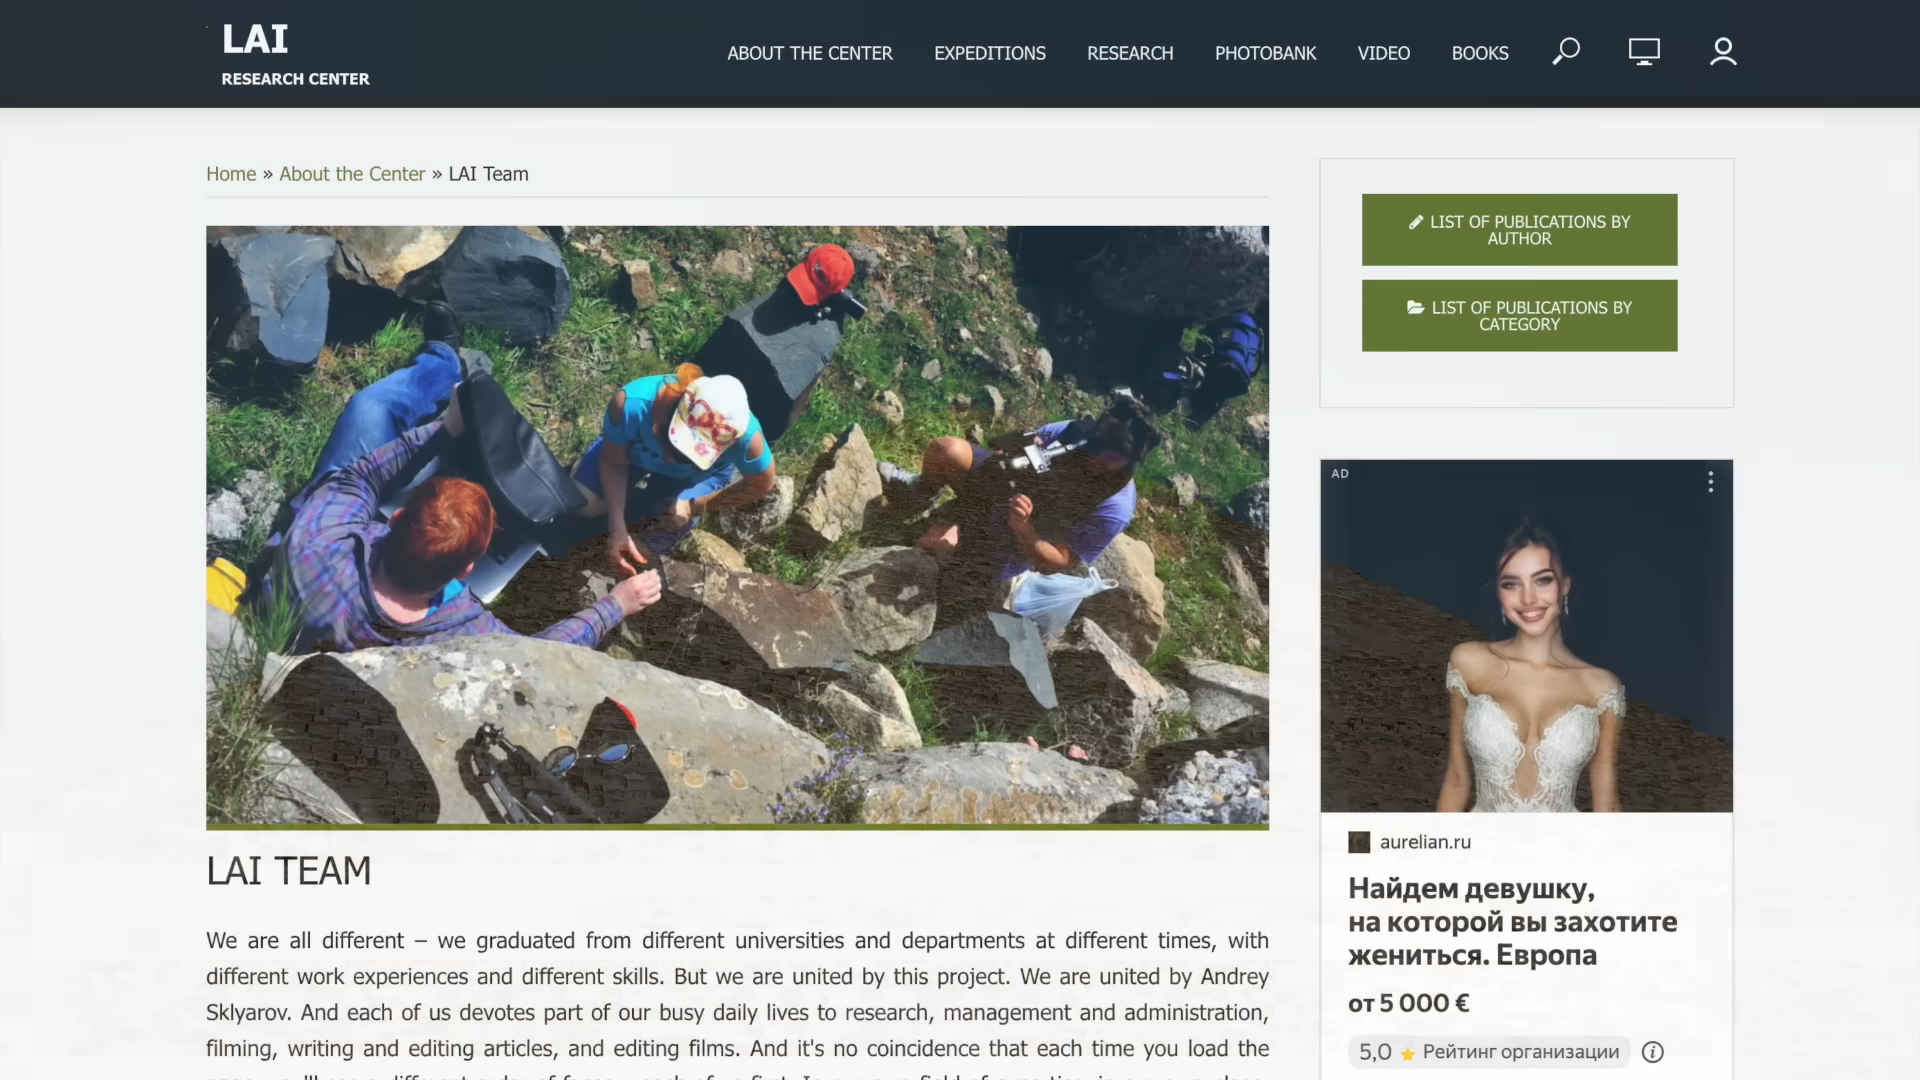 LAI
RESEARCH CENTER
ABOUT THE CENTER EXPEDITIONS RESEARCH PHOTOBANK VIDEO BOOKS
Home » About the Center » LAI Team
LIST OF PUBLICATIONS BY
AUTHOR
LIST OF PUBLICATIONS BY
CATEGORY
LAI TEAM
We are all different – we graduated from different universities and departments at different times, with
different work experiences and different skills. But we are united by this project. We are united by Andrey
Sklyarov. And each of us devotes part of our busy daily lives to research, management and administration,
filming, writing and editing articles, and editing films. And it's no coincidence that each time you load the
AD
aurelian.ru
Найдем девушку,
на которой вы захотите
жениться. Европа
от 5 000 €
5,0 Рейтинг организации